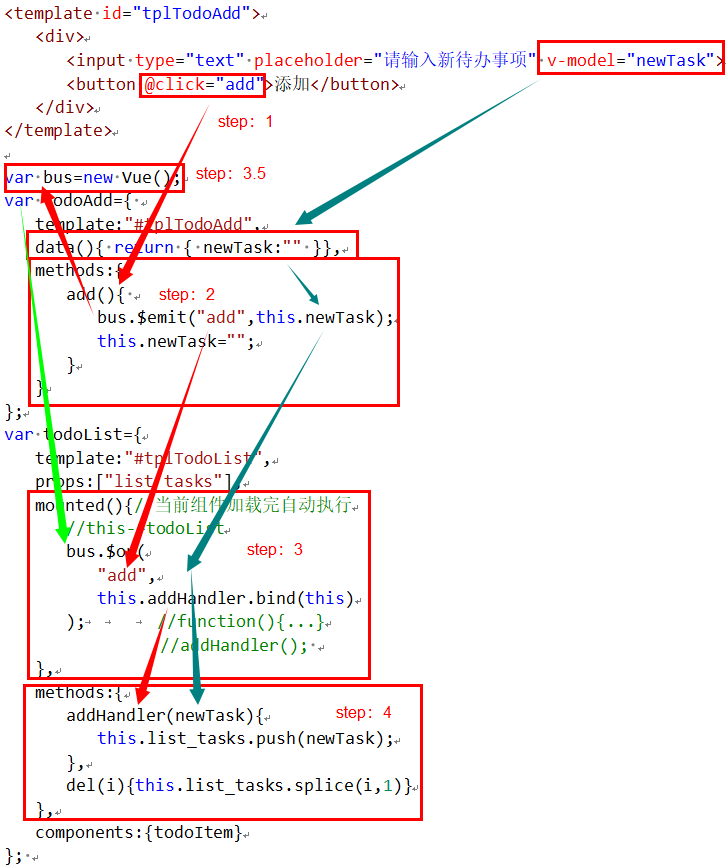 <template id="tplTodoAdd">
<div>
<input type="text" placeholder="请输入新待办事项" v-model="newTask">
<button @click="add">添加</button>
step: 1
</div>
</template>
var bus=new Vue(); step: 3.5
var todoAdd={
template:"#tplTodoAdd",
data(){ return { newTask:"" }},
methods:{
add(){ step: 2
bus.$emit("add",this.newTask);
this.newTask="";
}
}
};
var todoList={
template:"#tplTodoList",
props:["list_tasks"],
mounted(){//当前组件加载完自动执行
//this->todoList
bus.$on( step: 3
"add",
this.addHandler.bind(this)
); //function(){...}
//addHandler();
},
methods:{
addHandler(newTask){ step: 4
this.list_tasks.push(newTask);
},
del(i){this.list_tasks.splice(i,1)}
},
components:{todoItem}
};